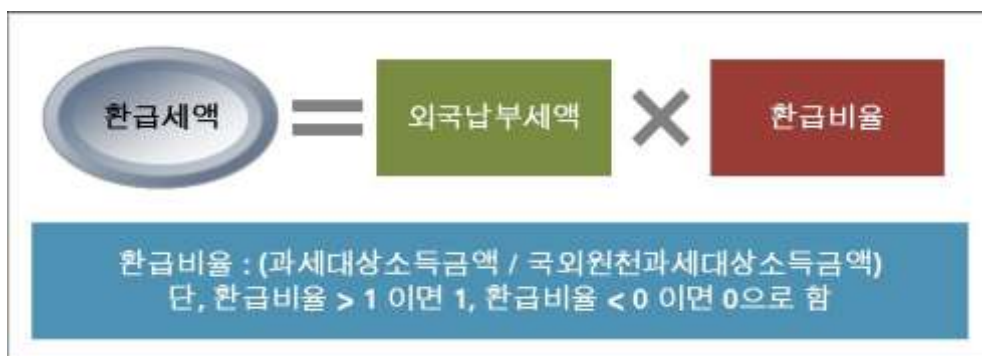 환급세액 = 외국납부세액 × 환급비율
환급비율 : (과세대상소득금액 / 국외원천과세대상소득금액)
단, 환급비율 > 1 이면 1, 환급비율 < 0 이면 0으로 함